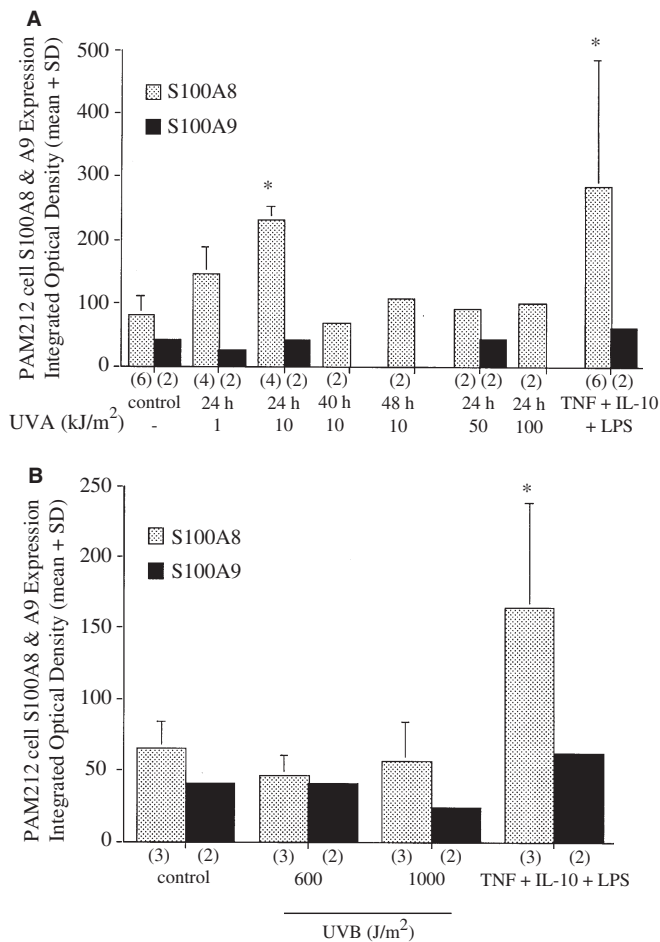 A
PAM212 cell S100A8 & A9 Expression
Integrated Optical Density (mean + SD)
500
400
300
200
100
0
S100A8
S100A9
*
*
(6) (2) (4) (2) (4) (2) (2) (2) (2) (2) (2) (6) (2)
control 24 h 24 h 40 h 48 h 24 h 24 h TNF + IL-10
UVA (kJ/m2) - 1 10 10 10 50 100 + LPS
B
PAM212 cell S100A8 & A9 Expression
Integrated Optical Density (mean + SD)
250
200
150
100
50
0
S100A8
S100A9
*
(3) (2) (3) (2) (3) (2) (3) (2)
control 600 1000 TNF + IL-10 + LPS
UVB (J/m2)